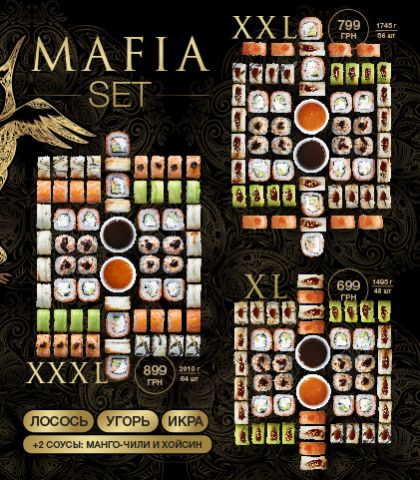 MAFIA
SET
XXL
799
ГРН
1745 г
56 шт
XL
699
ГРН
1405 г
48 шт
XXXL
899
ГРН
2010 г
64 шт
ЛОСОСЬ
УГОРЬ
ИКРА
+2 СОУСЫ: МАНГО-ЧИЛИ И ХОЙСИН